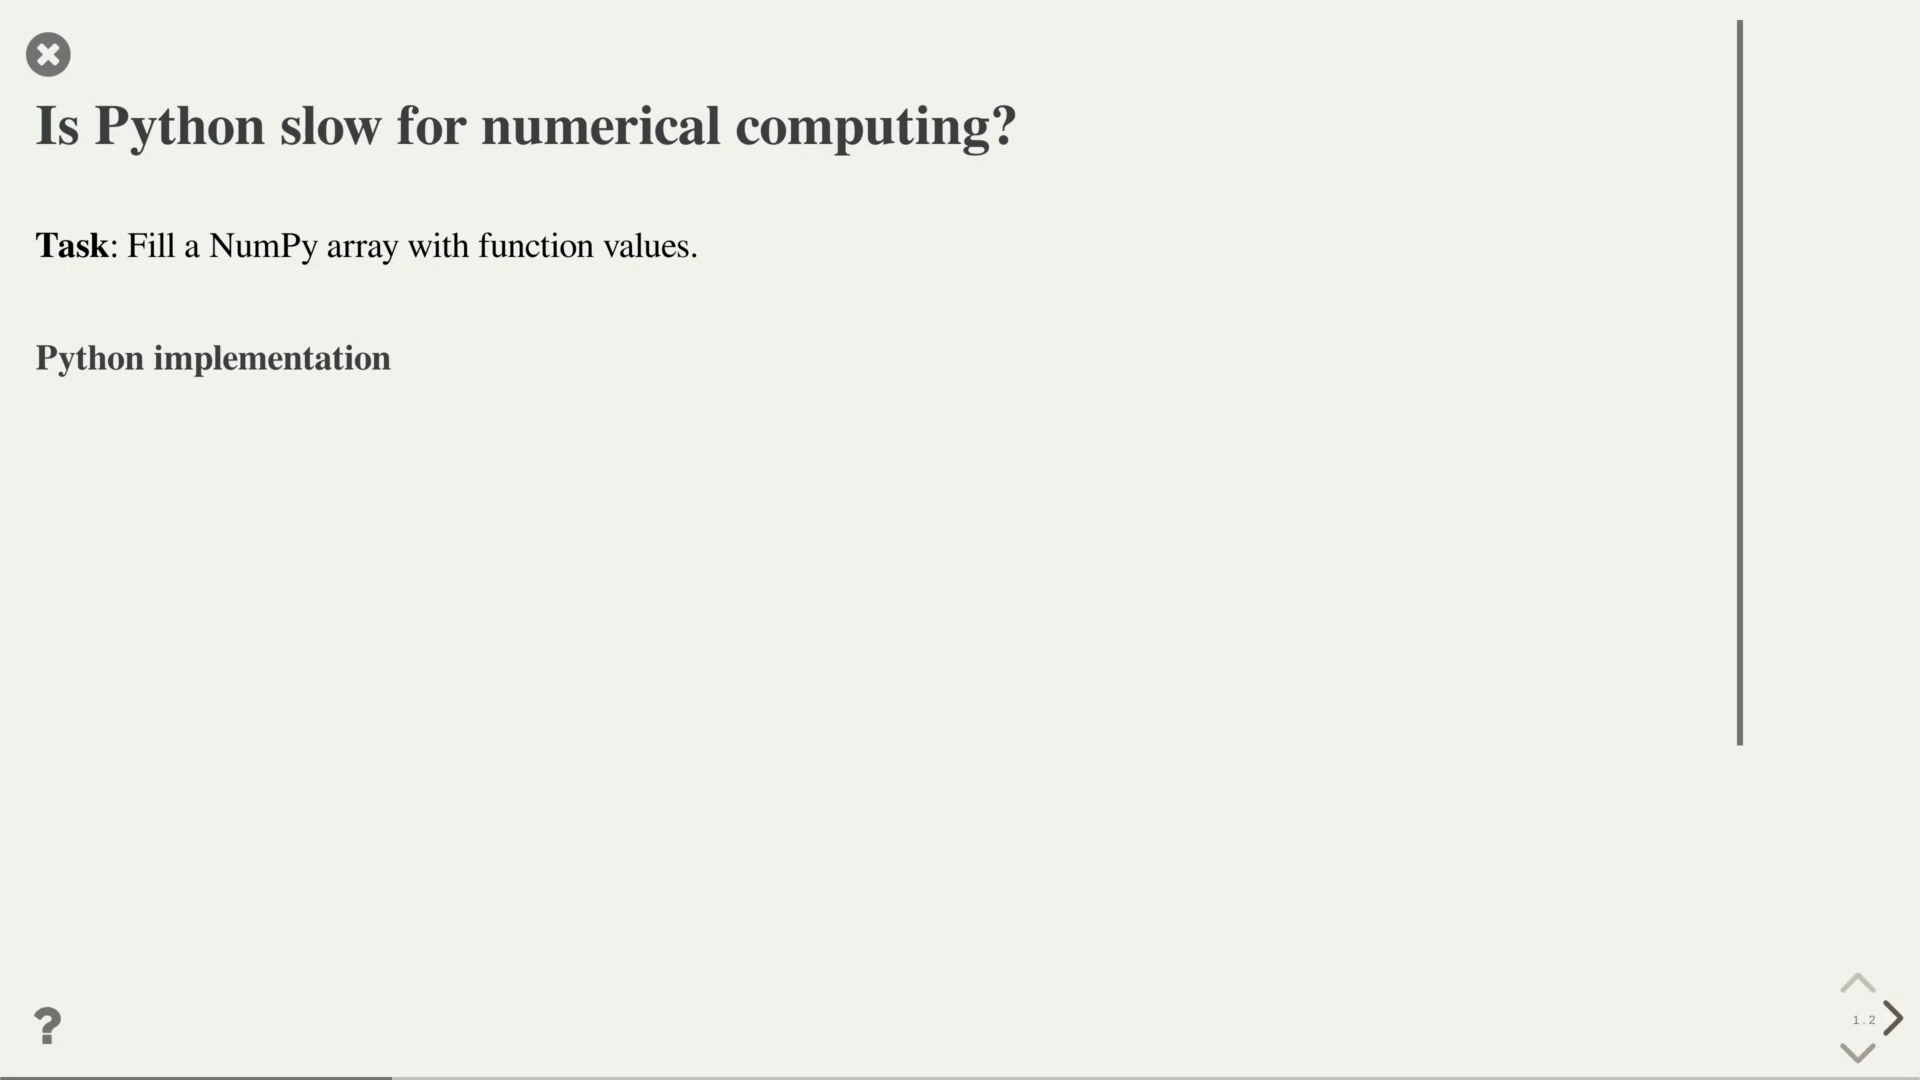 Is Python slow for numerical computing?
Task: Fill a NumPy array with function values.
Python implementation
?
1.2